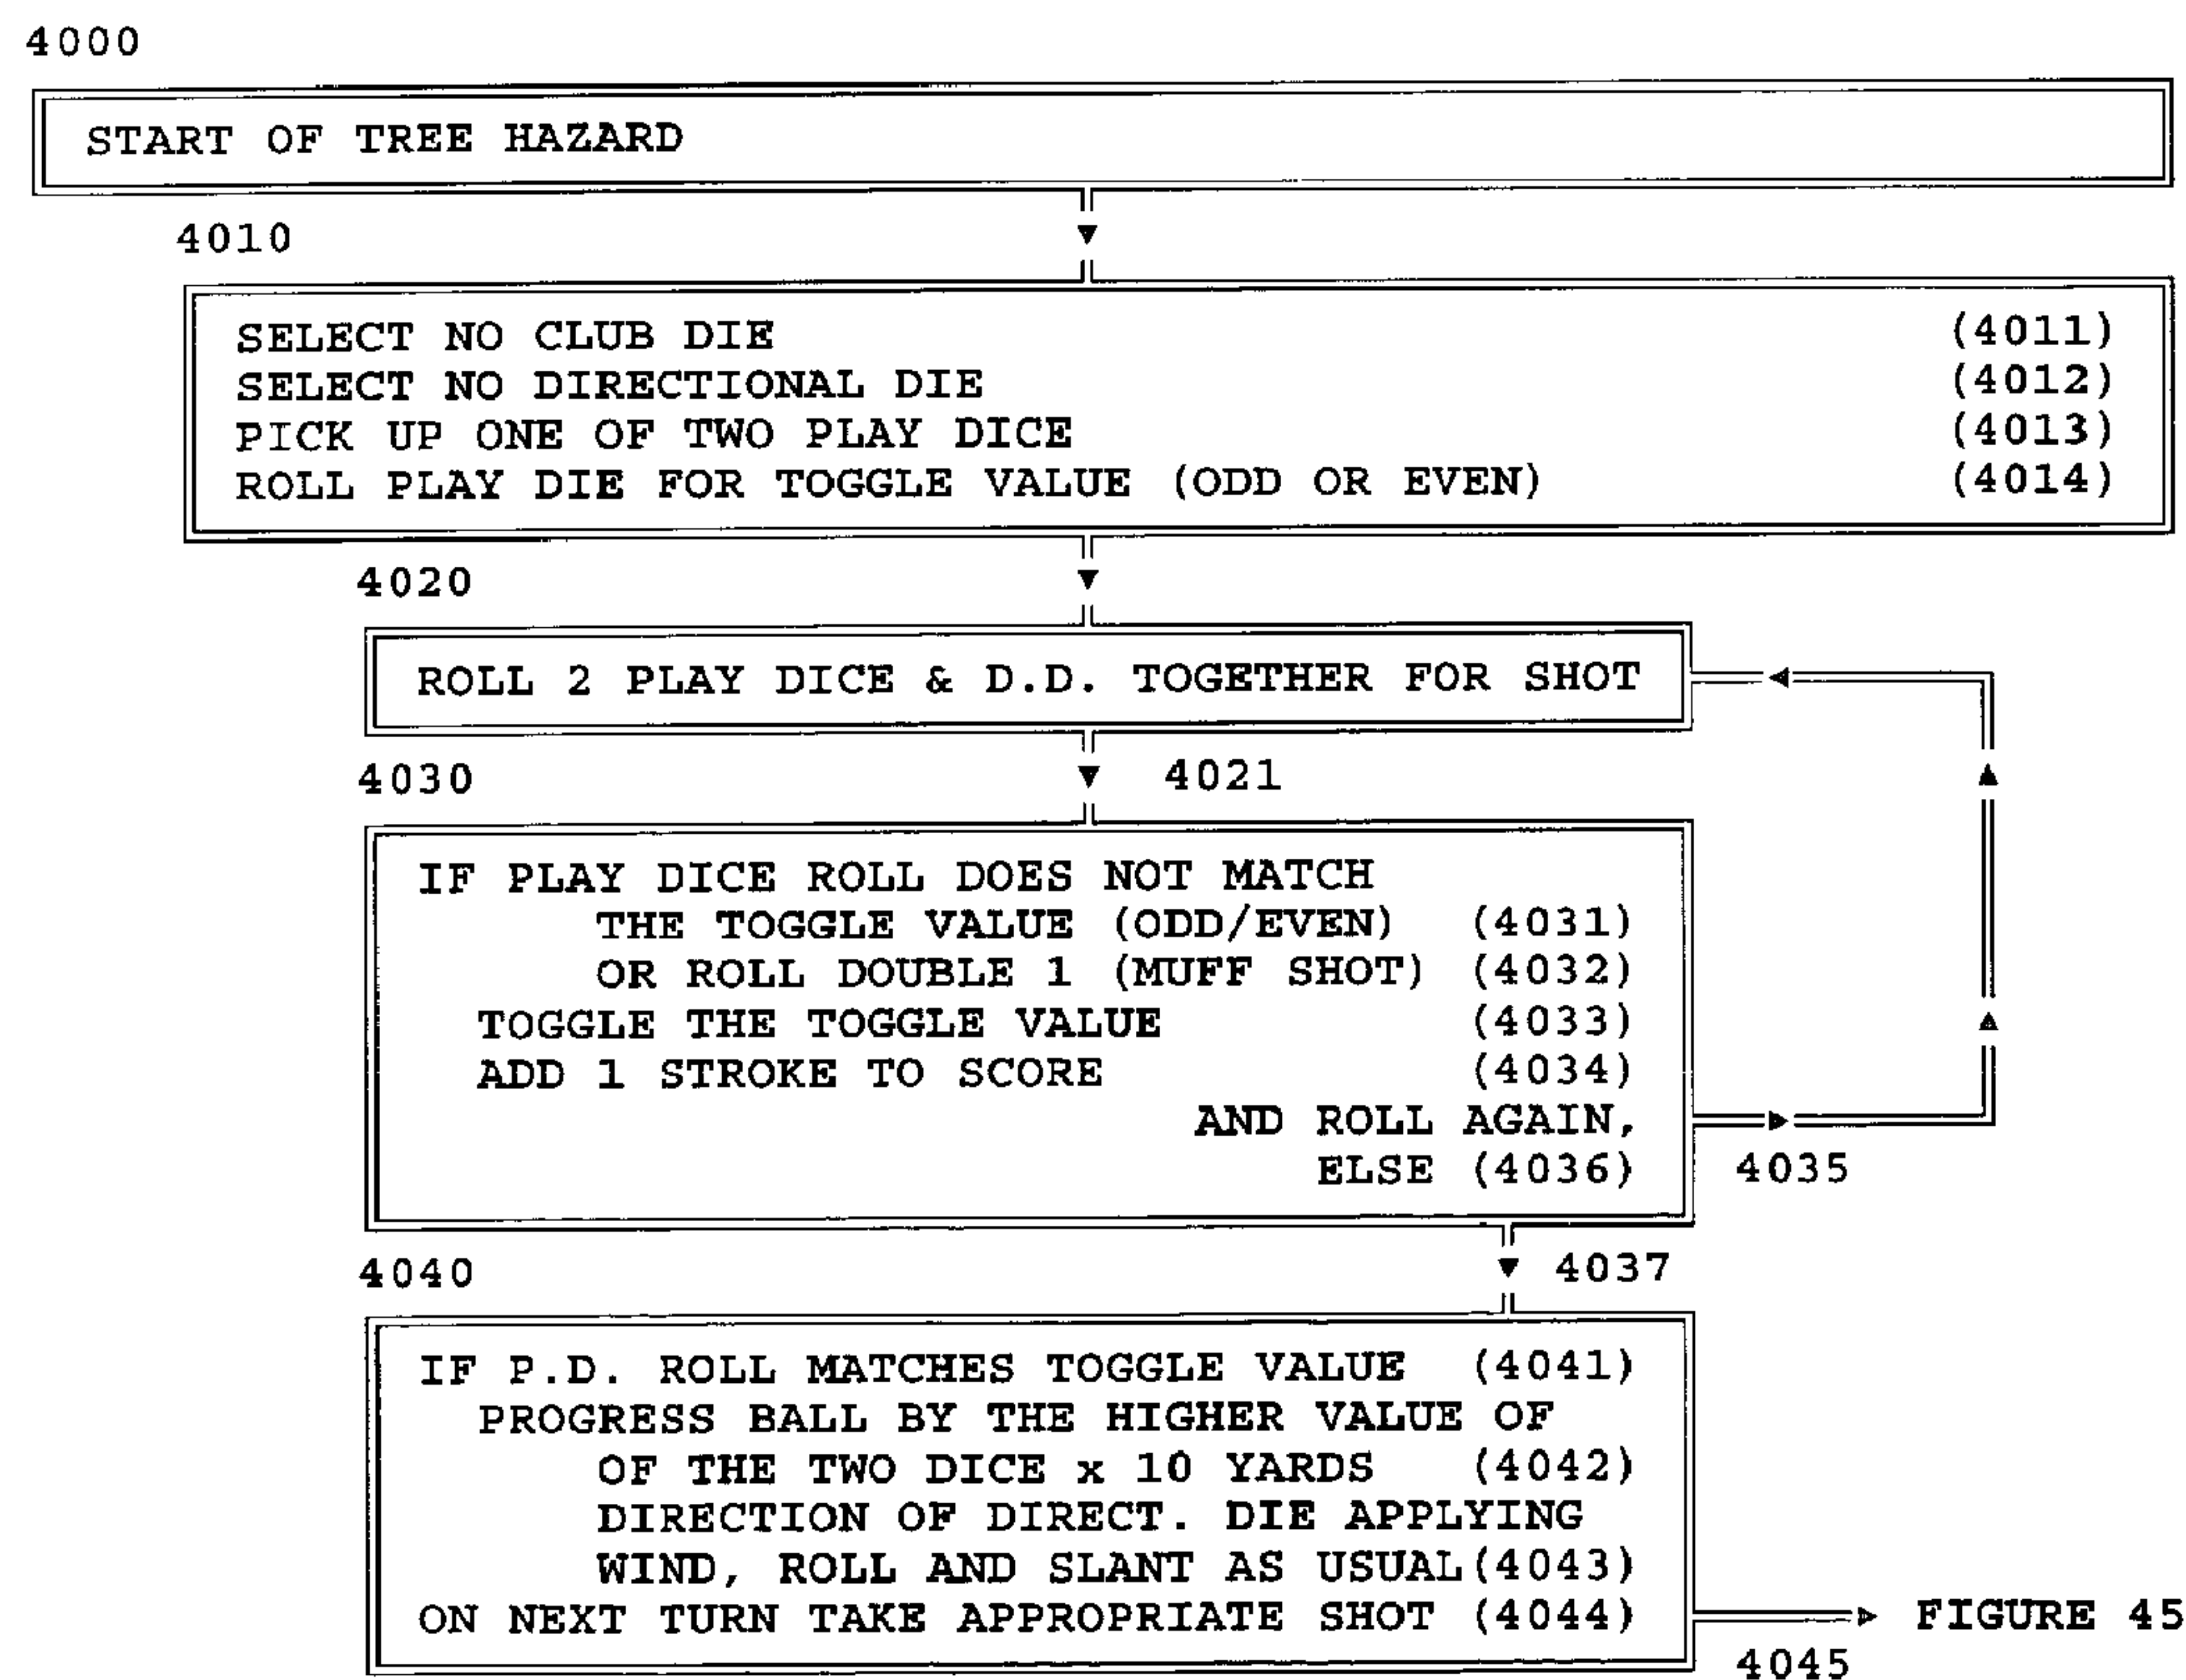 4000
START OF TREE HAZARD
4010
SELECT NO CLUB DIE (4011)
SELECT NO DIRECTIONAL DIE (4012)
PICK UP ONE OF TWO PLAY DICE (4013)
ROLL PLAY DIE FOR TOGGLE VALUE (ODD OR EVEN) (4014)
4020
ROLL 2 PLAY DICE & D.D. TOGETHER FOR SHOT
4030 4021
IF PLAY DICE ROLL DOES NOT MATCH
THE TOGGLE VALUE (ODD/EVEN) (4031)
OR ROLL DOUBLE 1 (MUFF SHOT) (4032)
TOGGLE THE TOGGLE VALUE (4033)
ADD 1 STROKE TO SCORE (4034)
AND ROLL AGAIN,
ELSE (4036) 4035
4040 4037
IF P.D. ROLL MATCHES TOGGLE VALUE (4041)
PROGRESS BALL BY THE HIGHER VALUE OF
OF THE TWO DICE x 10 YARDS (4042)
DIRECTION OF DIRECT. DIE APPLYING
WIND, ROLL AND SLANT AS USUAL(4043)
ON NEXT TURN TAKE APPROPRIATE SHOT (4044) FIGURE 45
4045